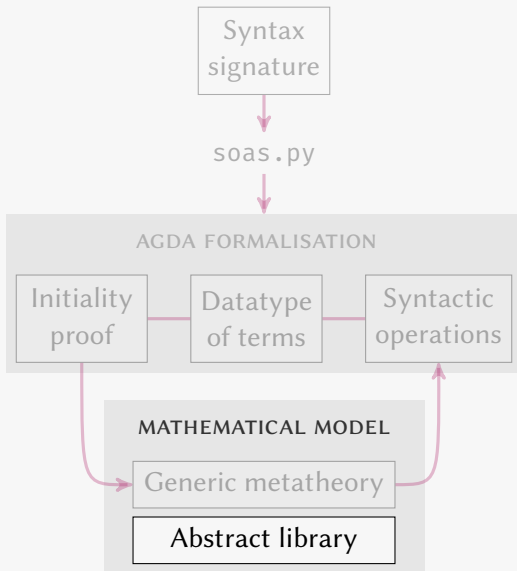 Syntax
signature
soas.py
AGDA FORMALISATION
Initiality
proof
Datatype
of terms
Syntactic
operations
MATHEMATICAL MODEL
Generic metatheory
Abstract library